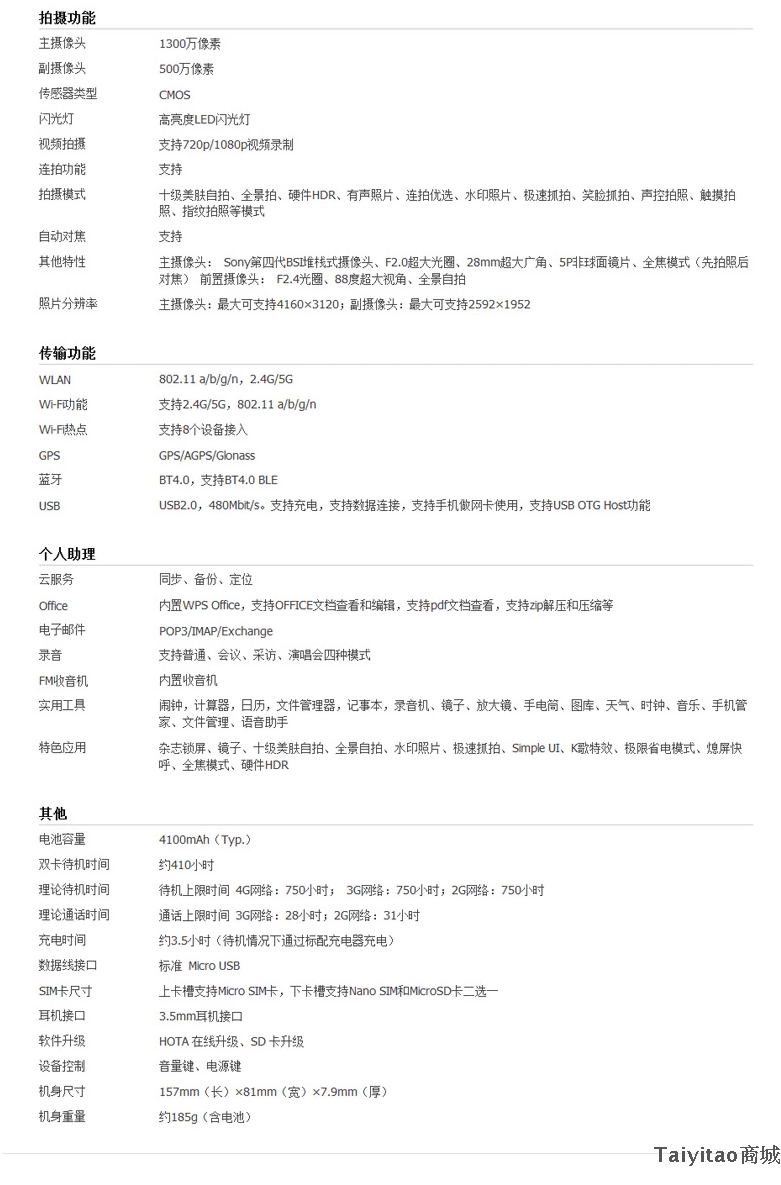 拍摄功能
主摄像头 1300万像素
副摄像头 500万像素
传感器类型 CMOS
闪光灯 高亮度LED闪光灯
视频拍摄 支持720p/1080p视频录制
连拍功能 支持
拍摄模式 十级美肤自拍、全景拍、硬件HDR、有声照片、连拍优选、水印照片、极速抓拍、笑脸抓拍、声控拍照、触摸拍
照、指纹拍照等模式
自动对焦 支持
其他特性 主摄像头： Sony第四代BSI堆栈式摄像头、F2.0超大光圈、28mm超大广角、5P非球面镜片、全焦模式（先拍照后
对焦） 前置摄像头： F2.4光圈、88度超大视角、全景自拍
照片分辨率 主摄像头：最大可支持4160×3120；副摄像头：最大可支持2592×1952
传输功能
WLAN 802.11 a/b/g/n，2.4G/5G
Wi-Fi功能 支持2.4G/5G，802.11 a/b/g/n
Wi-Fi热点 支持8个设备接入
GPS GPS/AGPS/Glonass
蓝牙 BT4.0，支持BT4.0 BLE
USB USB2.0，480Mbit/s。支持充电，支持数据连接，支持手机做网卡使用，支持USB OTG Host功能
个人助理
云服务 同步、备份、定位
Office 内置WPS Office，支持OFFICE文档查看和编辑，支持pdf文档查看，支持zip解压和压缩等
电子邮件 POP3/IMAP/Exchange
录音 支持普通、会议、采访、演唱会四种模式
FM收音机 内置收音机
实用工具 闹钟，计算器，日历，文件管理器，记事本，录音机、镜子、放大镜、手电筒、图库、天气、时钟、音乐、手机管
家、文件管理、语音助手
特色应用 杂志锁屏、镜子、十级美肤自拍、全景自拍、水印照片、极速抓拍、Simple UI、K歌特效、极限省电模式、熄屏快
呼、全焦模式、硬件HDR
其他
电池容量 4100mAh（Typ.）
双卡待机时间 约410小时
理论待机时间 待机上限时间 4G网络：750小时； 3G网络：750小时；2G网络：750小时
理论通话时间 通话上限时间 3G网络：28小时；2G网络：31小时
充电时间 约3.5小时（待机情况下通过标配充电器充电）
数据线接口 标准 Micro USB
SIM卡尺寸 上卡槽支持Micro SIM卡，下卡槽支持Nano SIM和MicroSD卡二选一
耳机接口 3.5mm耳机接口
软件升级 HOTA 在线升级、SD 卡升级
设备控制 音量键、电源键
机身尺寸 157mm（长）×81mm（宽）×7.9mm（厚）
机身重量 约185g（含电池）
Taiyitao商城